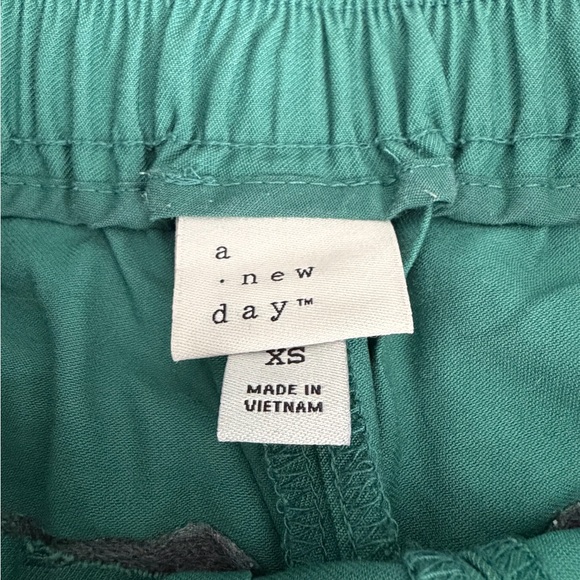 a
· new
day™
XS
MADE IN
VIETNAM